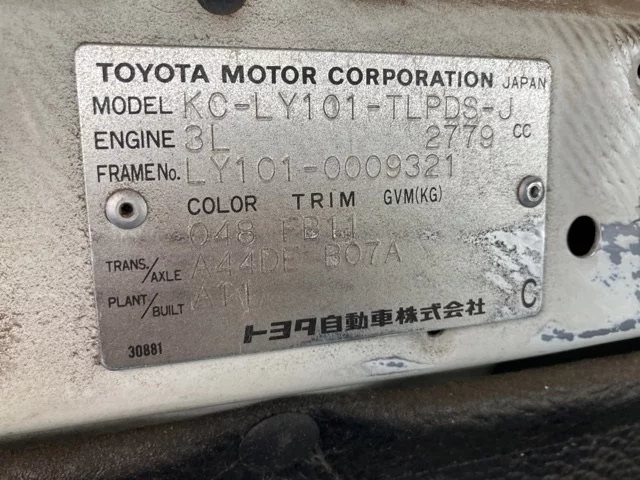 TOYOTA MOTOR CORPORATION JAPAN
MODEL KC-LY101-TLPDS-J
ENGINE 3L 2779 CC
FRAME No. LY101-0009321
COLOR TRIM GVM(KG)
048 FB11
TRANS./AXLE A44DE B07A
PLANT/BUILT A11
C
トヨタ自動車株式会社
30881